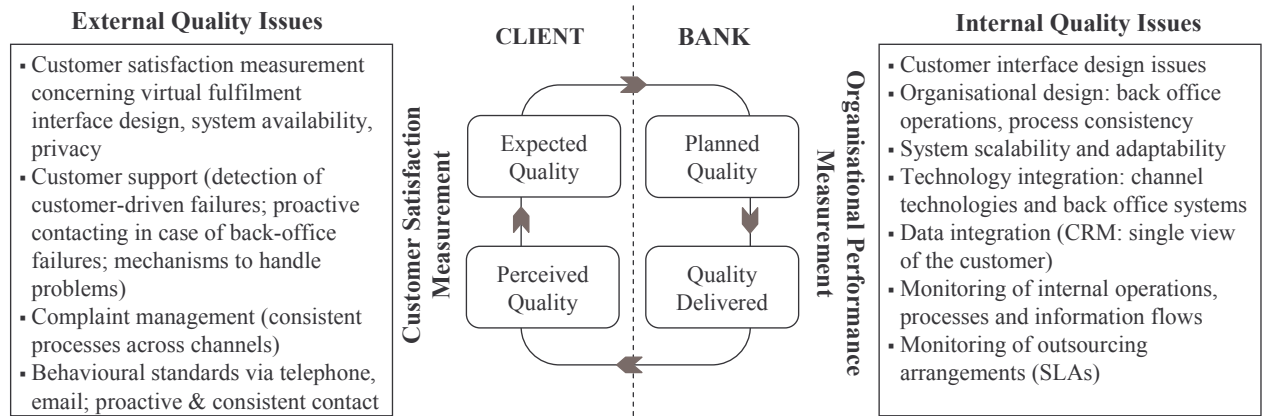 External Quality Issues
▪ Customer satisfaction measurement
concerning virtual fulfilment
interface design, system availability,
privacy
▪ Customer support (detection of
customer-driven failures; proactive
contacting in case of back-office
failures; mechanisms to handle
problems)
▪ Complaint management (consistent
processes across channels)
▪ Behavioural standards via telephone,
email; proactive & consistent contact
Customer Satisfaction
Measurement
CLIENT
BANK
Expected
Quality
Planned
Quality
Perceived
Quality
Quality
Delivered
Organisational Performance
Measurement
Internal Quality Issues
▪ Customer interface design issues
▪ Organisational design: back office
operations, process consistency
▪ System scalability and adaptability
▪ Technology integration: channel
technologies and back office systems
▪ Data integration (CRM: single view
of the customer)
▪ Monitoring of internal operations,
processes and information flows
▪ Monitoring of outsourcing
arrangements (SLAs)